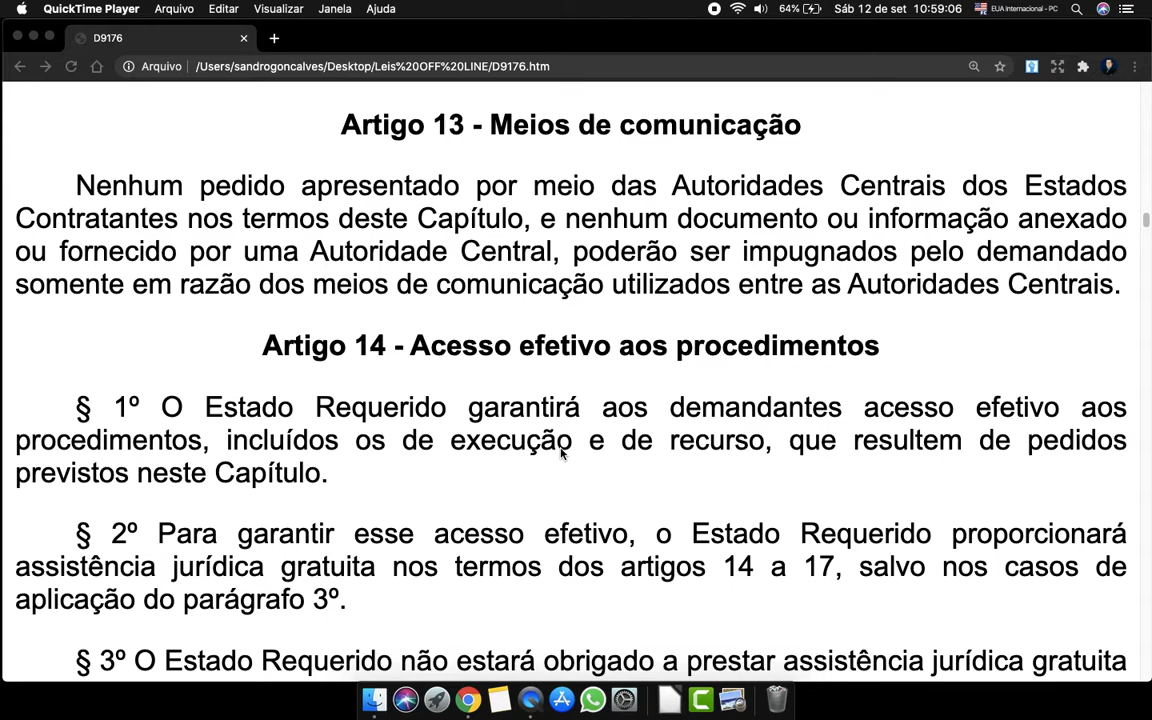 QuickTime Player Arquivo Editar Visualizar Janela Ajuda 64% Sáb 12 de set 10:59:06 EUA Internacional - PC
D9176
Arquivo /Users/sandrogoncalves/Desktop/Leis%20OFF%20LINE/D9176.htm
Artigo 13 - Meios de comunicação
Nenhum pedido apresentado por meio das Autoridades Centrais dos Estados
Contratantes nos termos deste Capítulo, e nenhum documento ou informação anexado
ou fornecido por uma Autoridade Central, poderão ser impugnados pelo demandado
somente em razão dos meios de comunicação utilizados entre as Autoridades Centrais.
Artigo 14 - Acesso efetivo aos procedimentos
§ 1º O Estado Requerido garantirá aos demandantes acesso efetivo aos
procedimentos, incluídos os de execução e de recurso, que resultem de pedidos
previstos neste Capítulo.
§ 2º Para garantir esse acesso efetivo, o Estado Requerido proporcionará
assistência jurídica gratuita nos termos dos artigos 14 a 17, salvo nos casos de
aplicação do parágrafo 3º.
§ 3º O Estado Requerido não estará obrigado a prestar assistência jurídica gratuita